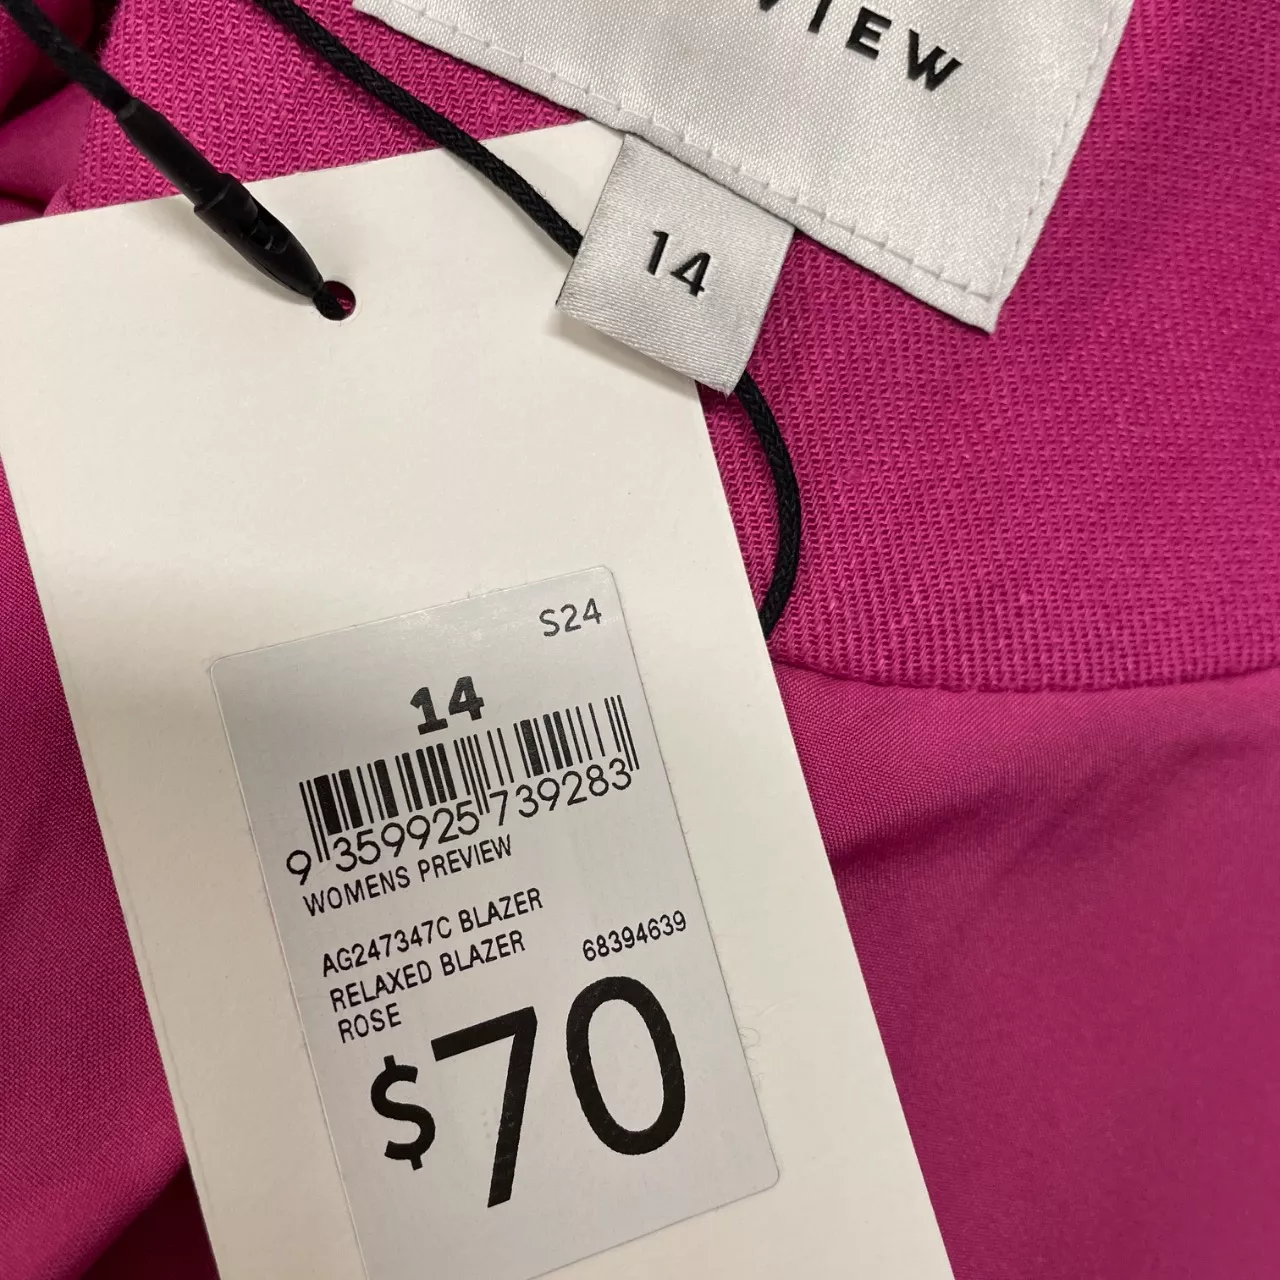 VIEW
14
S24
14
9 359925 739283
WOMENS PREVIEW
AG247347C BLAZER
RELAXED BLAZER 68394639
ROSE
$70